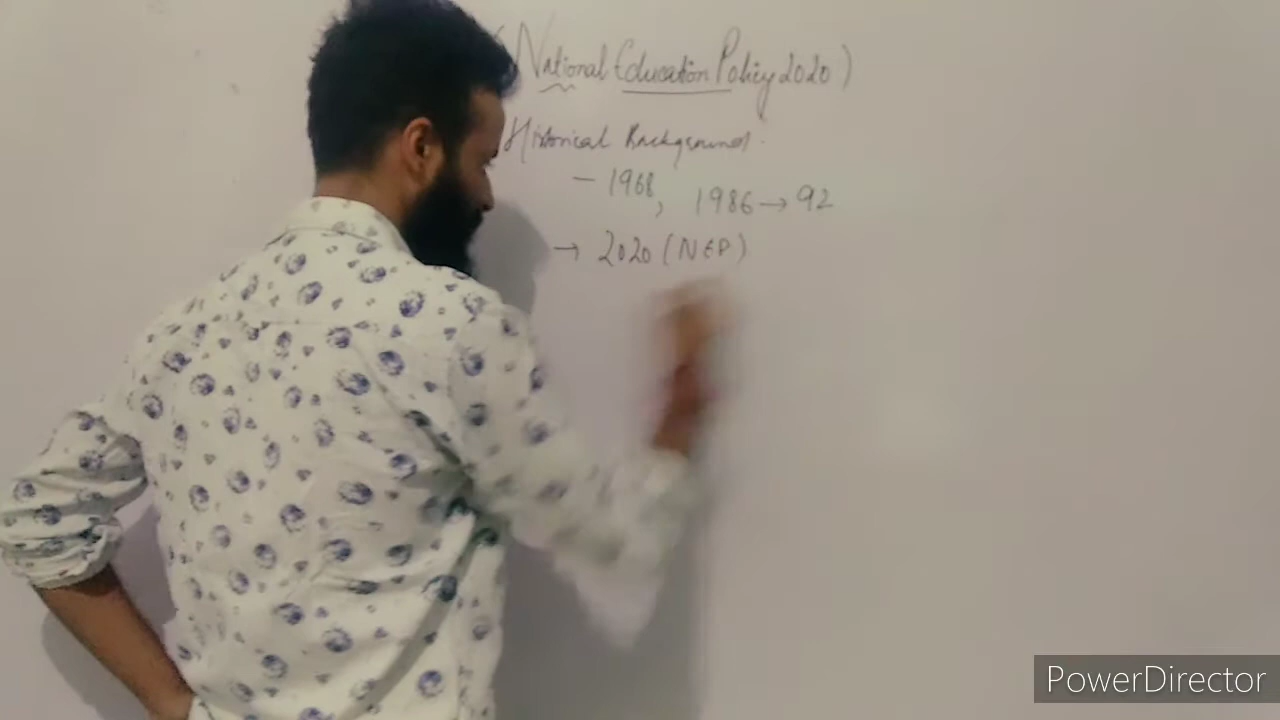 (National Education Policy 2020)
Historical Background.
- 1968, 1986 → 92
→ 2020 (NEP)
PowerDirector